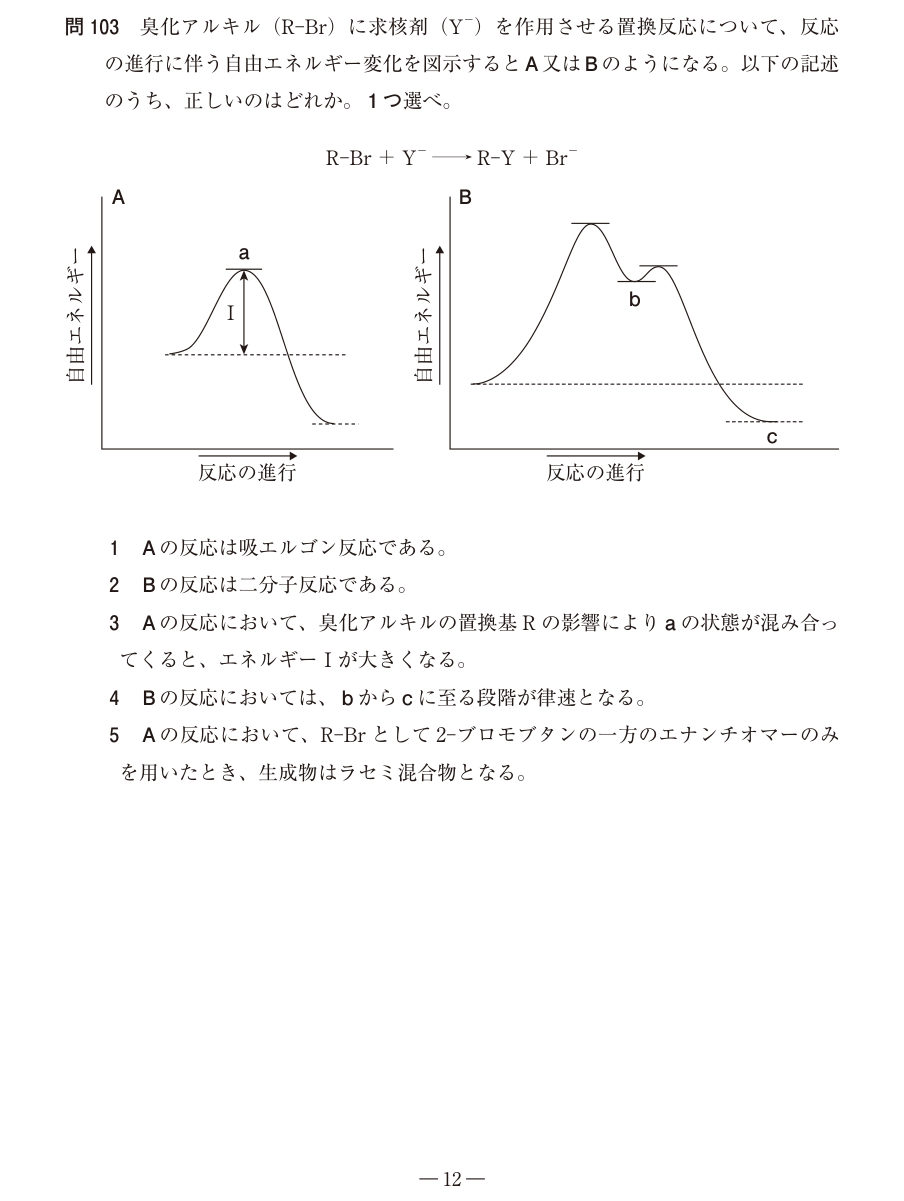 問 103　臭化アルキル（R-Br）に求核剤（Y⁻）を作用させる置換反応について、反応
の進行に伴う自由エネルギー変化を図示するとA又はBのようになる。以下の記述
のうち、正しいのはどれか。1つ選べ。
R-Br + Y⁻ ⟶ R-Y + Br⁻
A
自由エネルギー
a
I
反応の進行
B
自由エネルギー
b
c
反応の進行
1　Aの反応は吸エルゴン反応である。
2　Bの反応は二分子反応である。
3　Aの反応において、臭化アルキルの置換基Rの影響によりaの状態が混み合っ
てくると、エネルギーIが大きくなる。
4　Bの反応においては、bからcに至る段階が律速となる。
5　Aの反応において、R-Brとして2-ブロモブタンの一方のエナンチオマーのみ
を用いたとき、生成物はラセミ混合物となる。
— 12 —